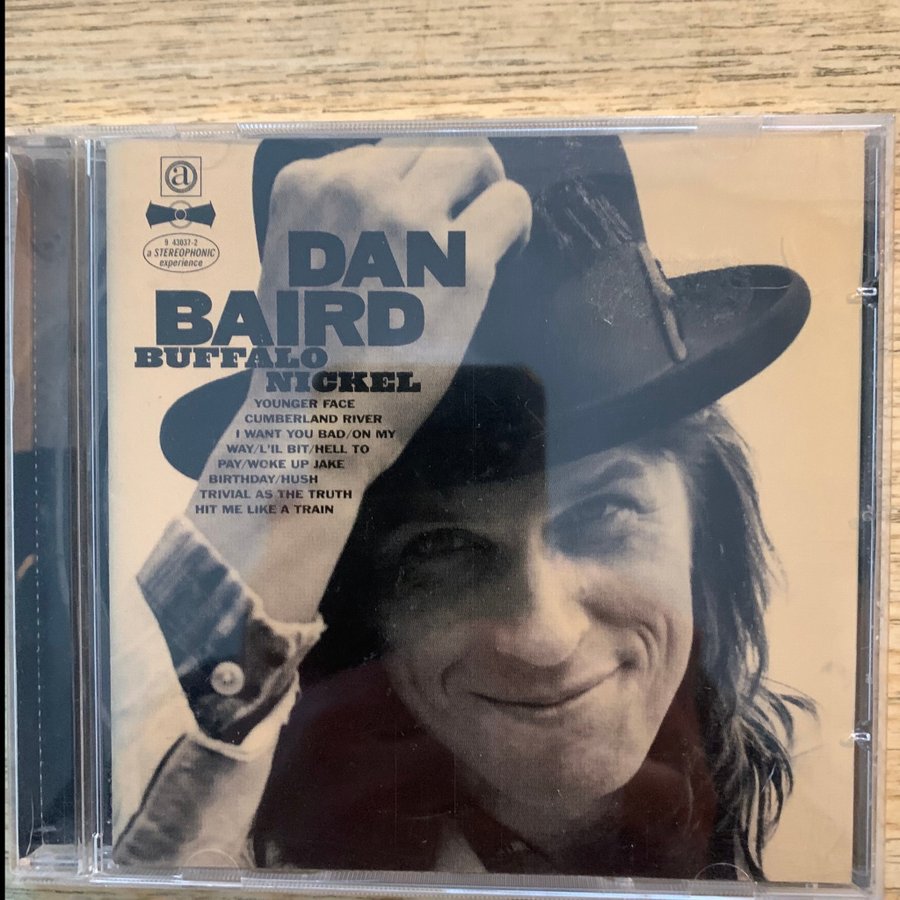 a
9 43037-2
a STEREOPHONIC
experience
DAN
BAIRD
BUFFALO
NICKEL
YOUNGER FACE
CUMBERLAND RIVER
I WANT YOU BAD/ON MY
WAY/L'IL BIT/HELL TO
PAY/WOKE UP JAKE
BIRTHDAY/HUSH
TRIVIAL AS THE TRUTH
HIT ME LIKE A TRAIN